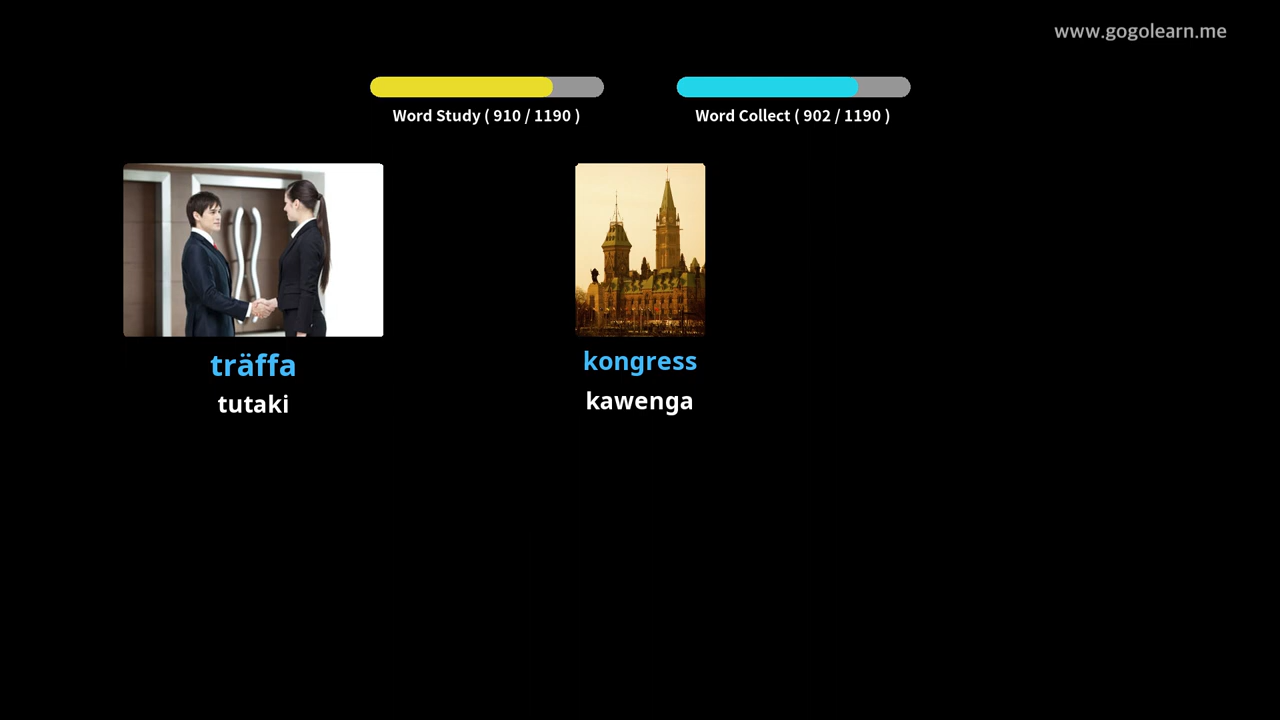 www.gogolearn.me
Word Study ( 910 / 1190 )
Word Collect ( 902 / 1190 )
träffa
tutaki
kongress
kawenga